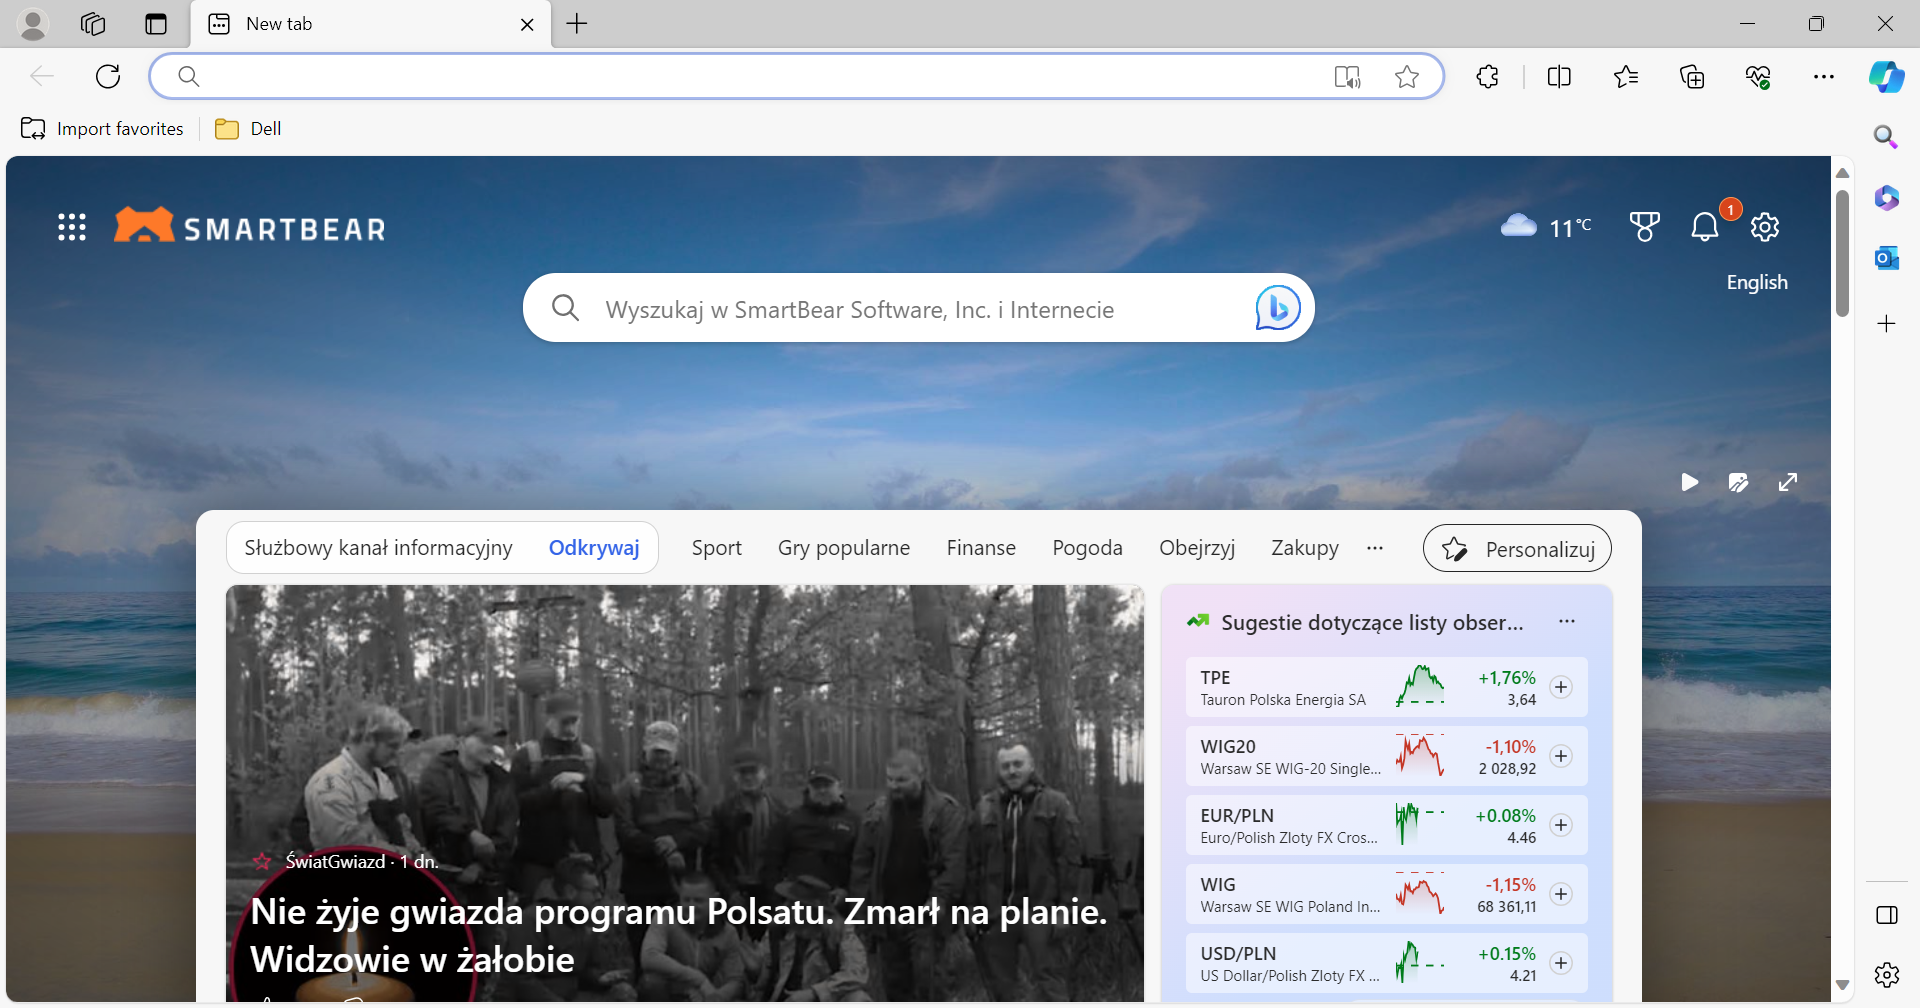 New tab
Import favorites
Dell
SMARTBEAR
11°C
1
English
Wyszukaj w SmartBear Software, Inc. i Internecie
Służbowy kanał informacyjny
Odkrywaj
Sport
Gry popularne
Finanse
Pogoda
Obejrzyj
Zakupy
Personalizuj
ŚwiatGwiazd · 1 dn.
Nie żyje gwiazda programu Polsatu. Zmarł na planie.
Widzowie w żałobie
Sugestie dotyczące listy obser...
TPE +1,76%
Tauron Polska Energia SA 3,64
WIG20 -1,10%
Warsaw SE WIG-20 Single... 2 028,92
EUR/PLN +0.08%
Euro/Polish Zloty FX Cros... 4.46
WIG -1,15%
Warsaw SE WIG Poland In... 68 361,11
USD/PLN +0.15%
US Dollar/Polish Zloty FX ... 4.21